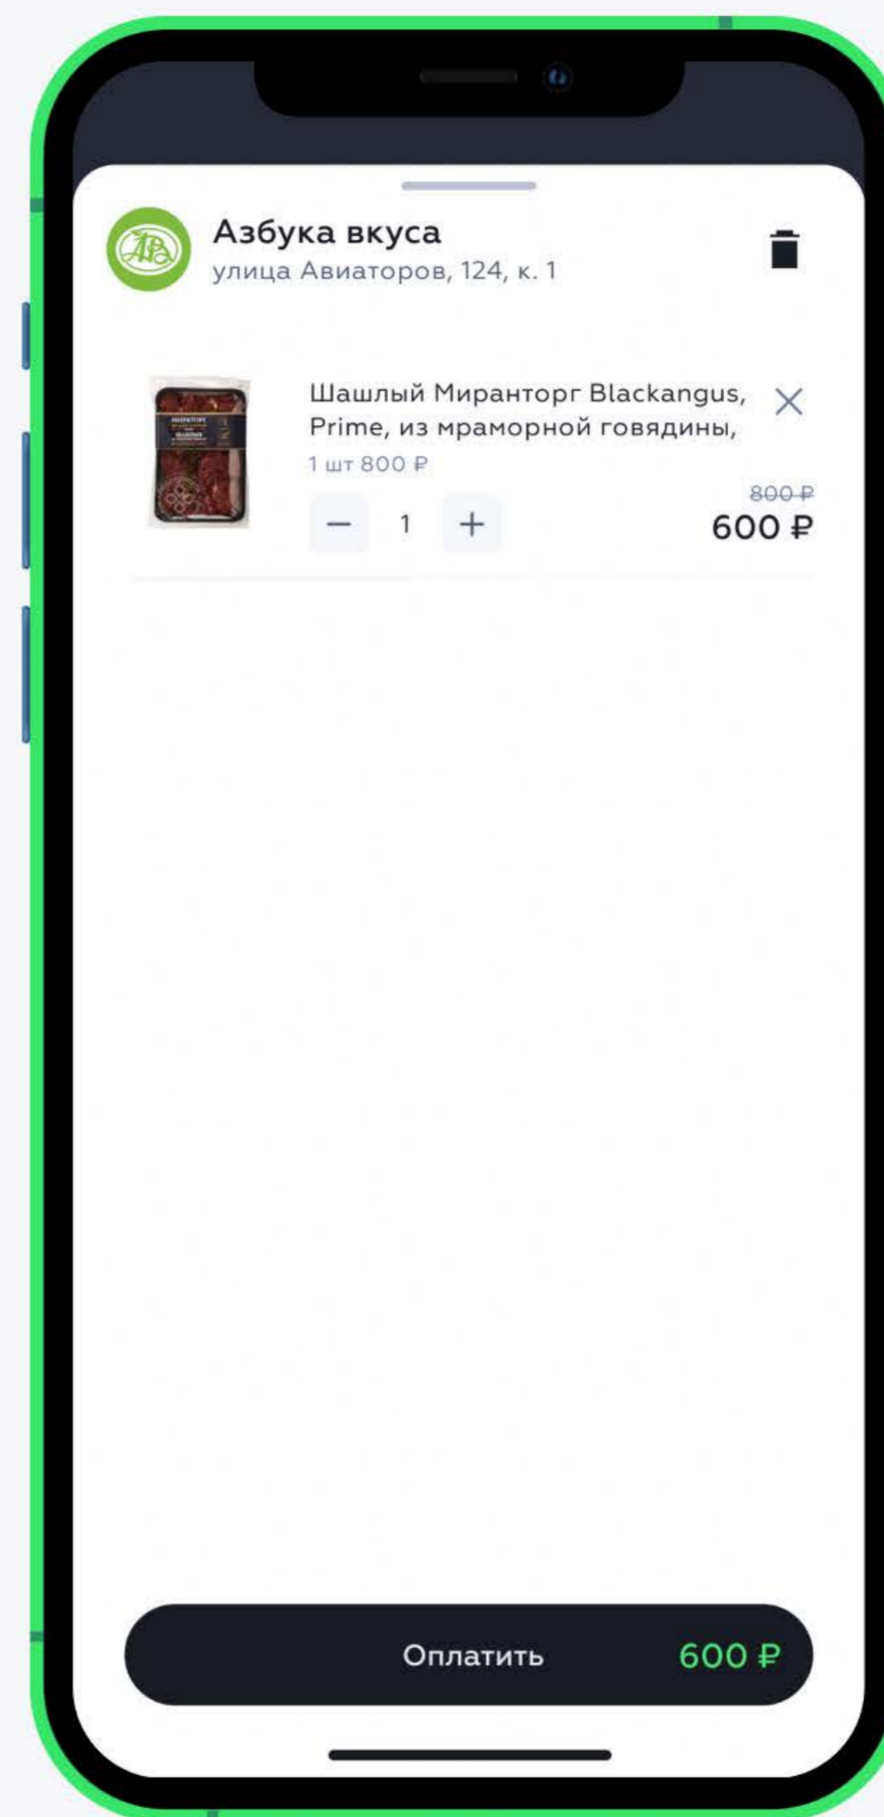 Азбука вкуса
улица Авиаторов, 124, к. 1
Шашлый Миранторг Blackangus,
Prime, из мраморной говядины,
1 шт 800 ₽
800 ₽
1
600 ₽
Оплатить 600 ₽